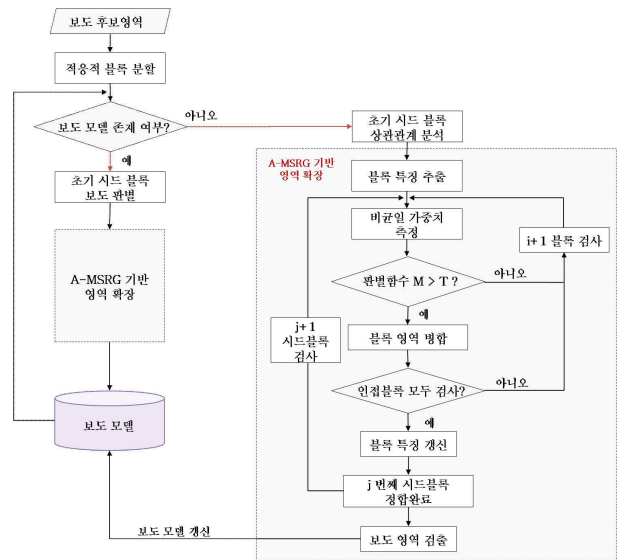 보도 후보영역
적응적 블록 분할
보도 모델 존재 여부?
아니오
예
초기 시드 블록
보도 판별
A-MSRG 기반
영역 확장
보도 모델
보도 모델 갱신
초기 시드 블록
상관관계 분석
A-MSRG 기반
영역 확장
블록 특징 추출
비균일 가중치
측정
i+1 블록 검사
판별함수 M > T ?
아니오
예
j+1
시드블록
검사
블록 영역 병합
인접블록 모두 검사?
아니오
예
블록 특징 갱신
j 번째 시드블록
정합완료
보도 영역 검출